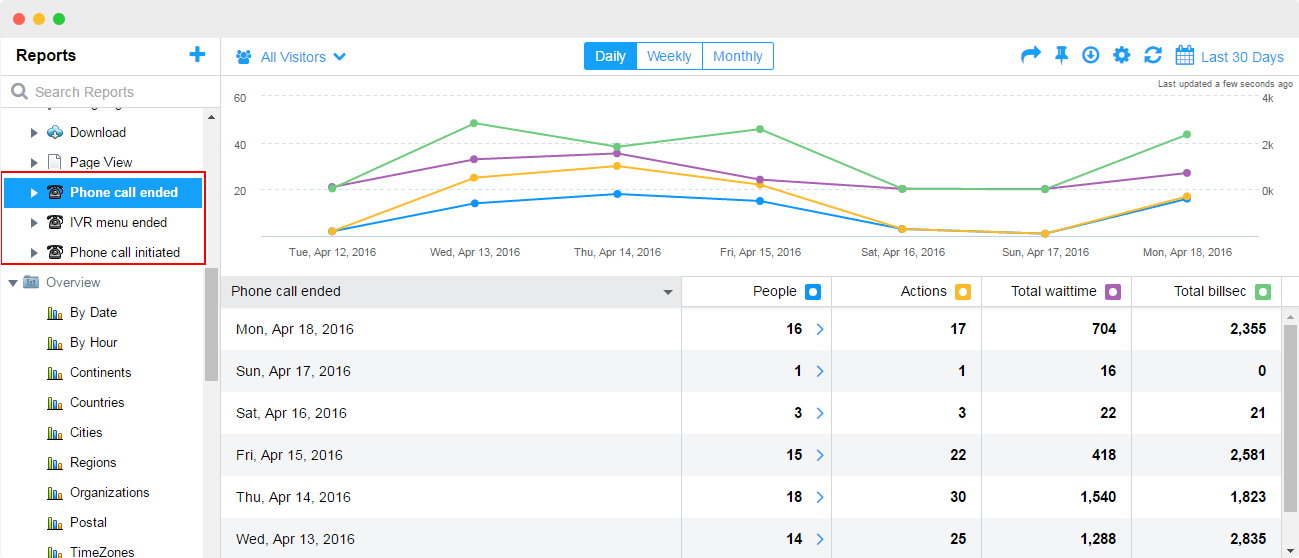 Reports
All Visitors
Daily Weekly Monthly
Last 30 Days
Search Reports
Last updated a few seconds ago
Download
Page View
Phone call ended
IVR menu ended
Phone call initiated
Overview
By Date
By Hour
Continents
Countries
Cities
Regions
Organizations
Postal
TimeZones
60 4k
40 2k
20 0k
Tue, Apr 12, 2016 Wed, Apr 13, 2016 Thu, Apr 14, 2016 Fri, Apr 15, 2016 Sat, Apr 16, 2016 Sun, Apr 17, 2016 Mon, Apr 18, 2016
Phone call ended People Actions Total waittime Total billsec
Mon, Apr 18, 2016 16 17 704 2,355
Sun, Apr 17, 2016 1 1 16 0
Sat, Apr 16, 2016 3 3 22 21
Fri, Apr 15, 2016 15 22 418 2,581
Thu, Apr 14, 2016 18 30 1,540 1,823
Wed, Apr 13, 2016 14 25 1,288 2,835